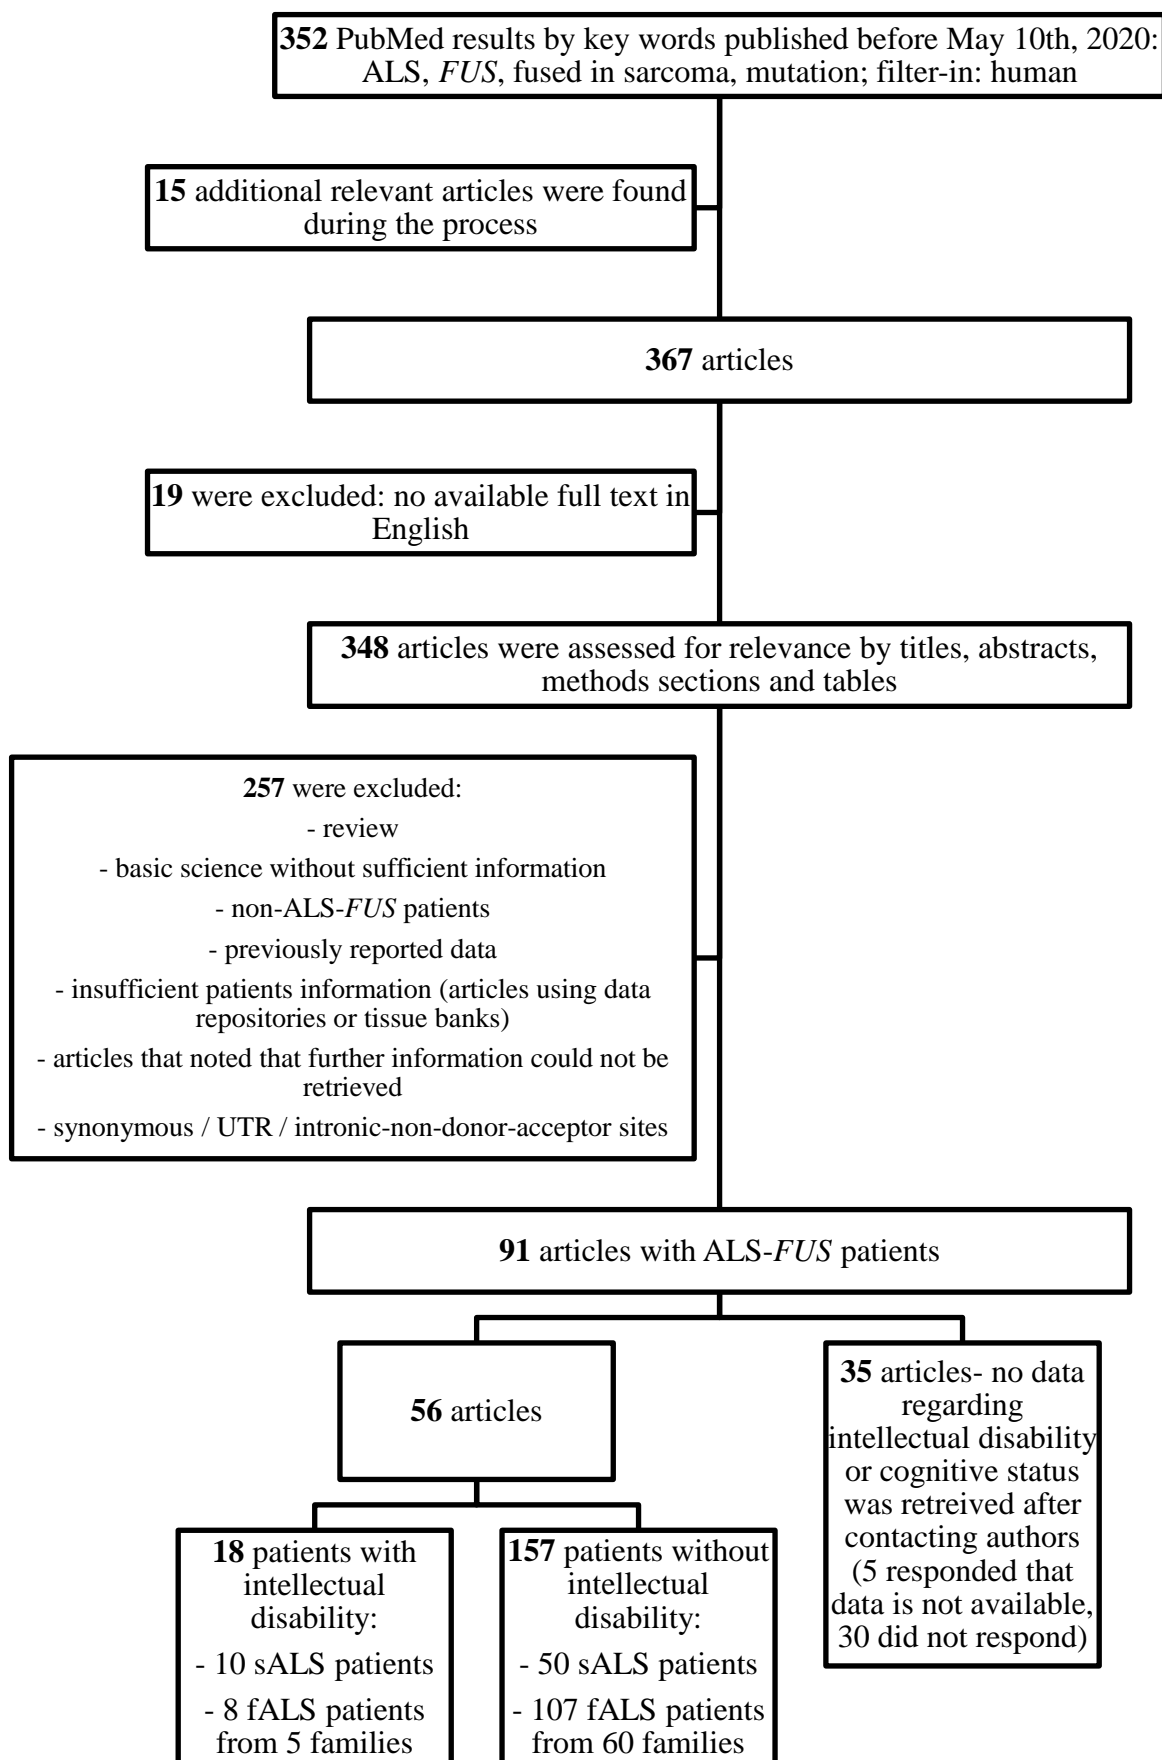 352 PubMed results by key words published before May 10th, 2020:
ALS, FUS, fused in sarcoma, mutation; filter-in: human
15 additional relevant articles were found
during the process
367 articles
19 were excluded: no available full text in
English
348 articles were assessed for relevance by titles, abstracts,
methods sections and tables
257 were excluded:
- review
- basic science without sufficient information
- non-ALS-FUS patients
- previously reported data
- insufficient patients information (articles using data
repositories or tissue banks)
- articles that noted that further information could not be
retrieved
- synonymous / UTR / intronic-non-donor-acceptor sites
91 articles with ALS-FUS patients
56 articles
35 articles- no data
regarding
intellectual disability
or cognitive status
was retreived after
contacting authors
(5 responded that
data is not available,
30 did not respond)
18 patients with
intellectual
disability:
- 10 sALS patients
- 8 fALS patients
from 5 families
157 patients without
intellectual
disability:
- 50 sALS patients
- 107 fALS patients
from 60 families